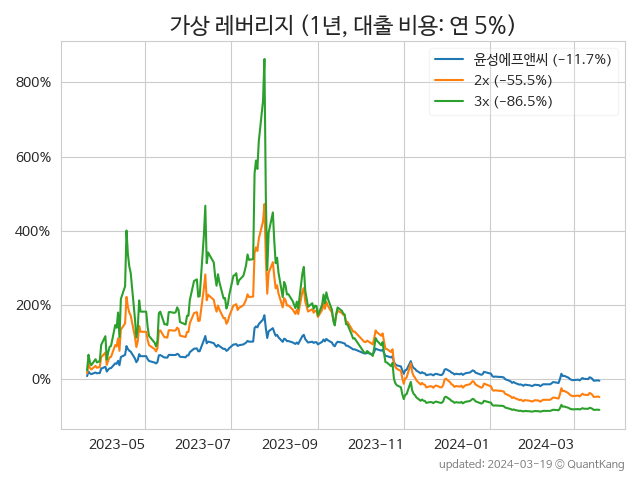 가상 레버리지 (1년, 대출 비용: 연 5%)
윤성에프앤씨 (-11.7%)
2x (-55.5%)
3x (-86.5%)
800%
600%
400%
200%
0%
2023-05 2023-07 2023-09 2023-11 2024-01 2024-03
updated: 2024-03-19 © QuantKang